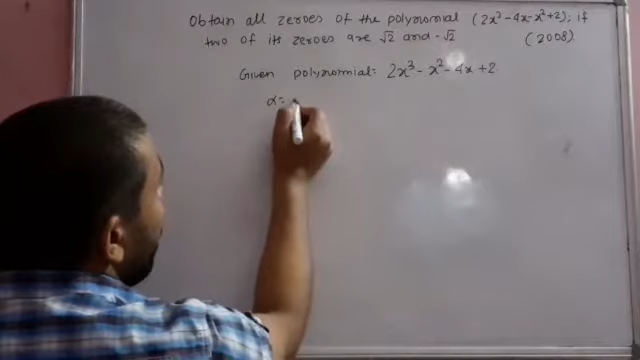 Obtain all zeroes of the polynomial (2x³-4x-x²+2), if
two of its zeroes are √2 and -√2 (2008)
Given polynomial: 2x³-x²-4x+2
α=